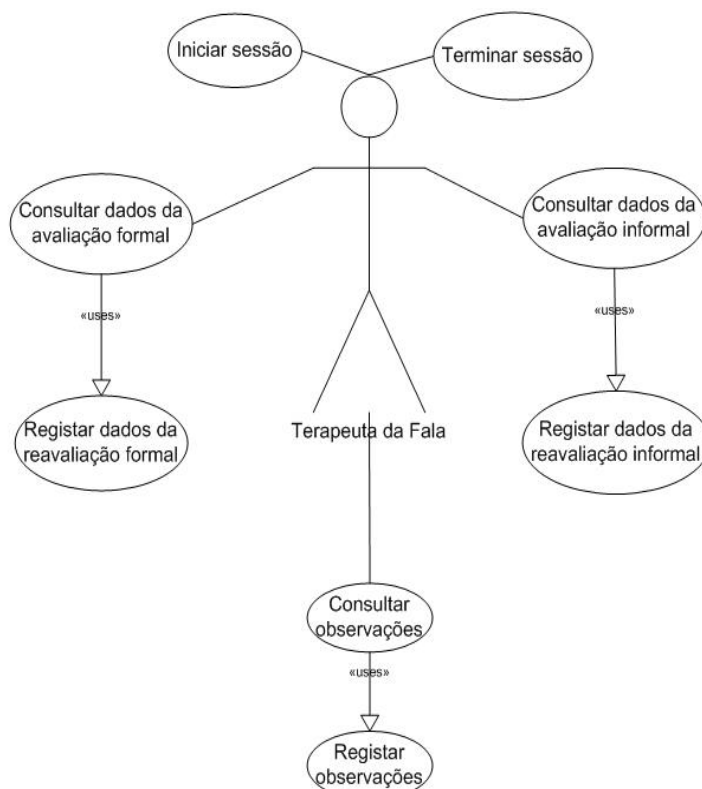 Iniciar sessão
Terminar sessão
Consultar dados da
avaliação formal
Consultar dados da
avaliação informal
«uses»
«uses»
Registar dados da
reavaliação formal
Terapeuta da Fala
Registar dados da
reavaliação informal
Consultar
observações
«uses»
Registar
observações